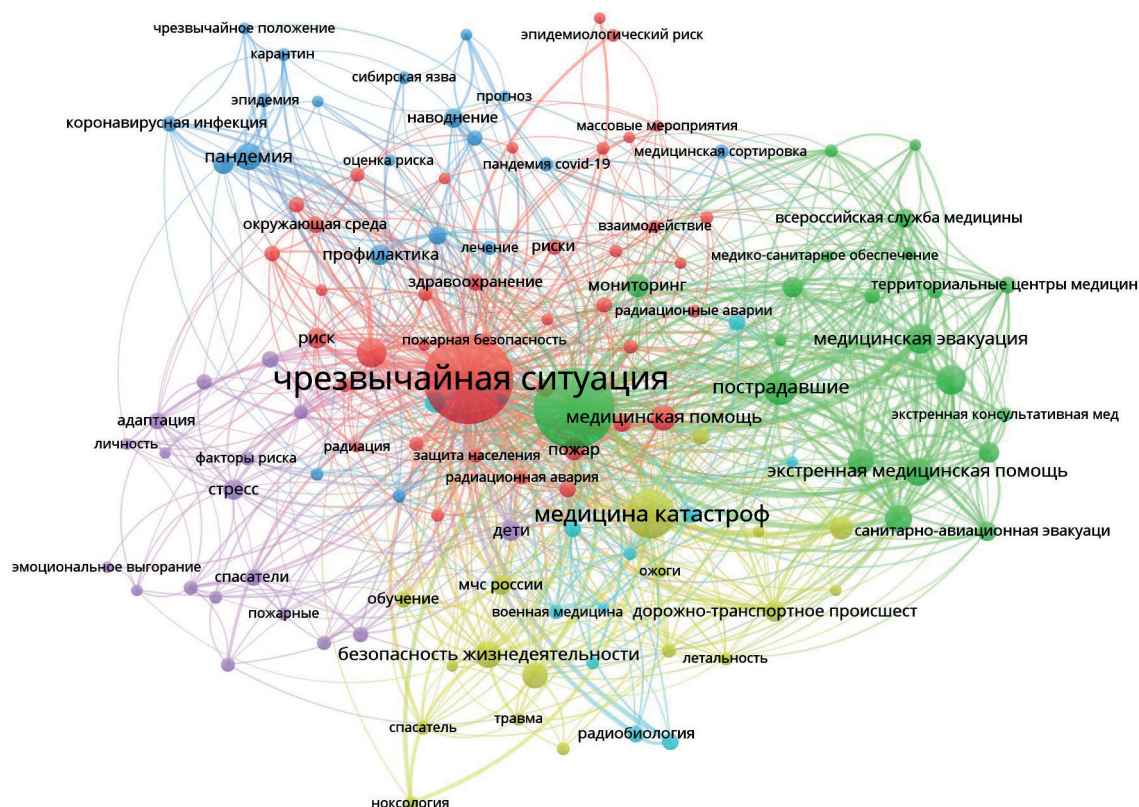 чрезвычайное положение
эпидемиологический риск
карантин
сибирская язва
эпидемия
прогноз
коронавирусная инфекция
наводнение
массовые мероприятия
пандемия
оценка риска
пандемия covid-19
медицинская сортировка
окружающая среда
взаимодействие
всероссийская служба медицины
профилактика
лечение
риски
медико-санитарное обеспечение
здравоохранение
мониторинг
территориальные центры медицин
радиационные аварии
риск
пожарная безопасность
медицинская эвакуация
чрезвычайная ситуация
пострадавшие
адаптация
медицинская помощь
экстренная консультативная мед
личность
радиация
пожар
факторы риска
защита населения
стресс
радиационная авария
экстренная медицинская помощь
медицина катастроф
дети
санитарно-авиационная эвакуаци
эмоциональное выгорание
спасатели
мчс россии
ожоги
обучение
пожарные
военная медицина
дорожно-транспортное происшест
безопасность жизнедеятельности
летальность
спасатель
травма
радиобиология
ноксология